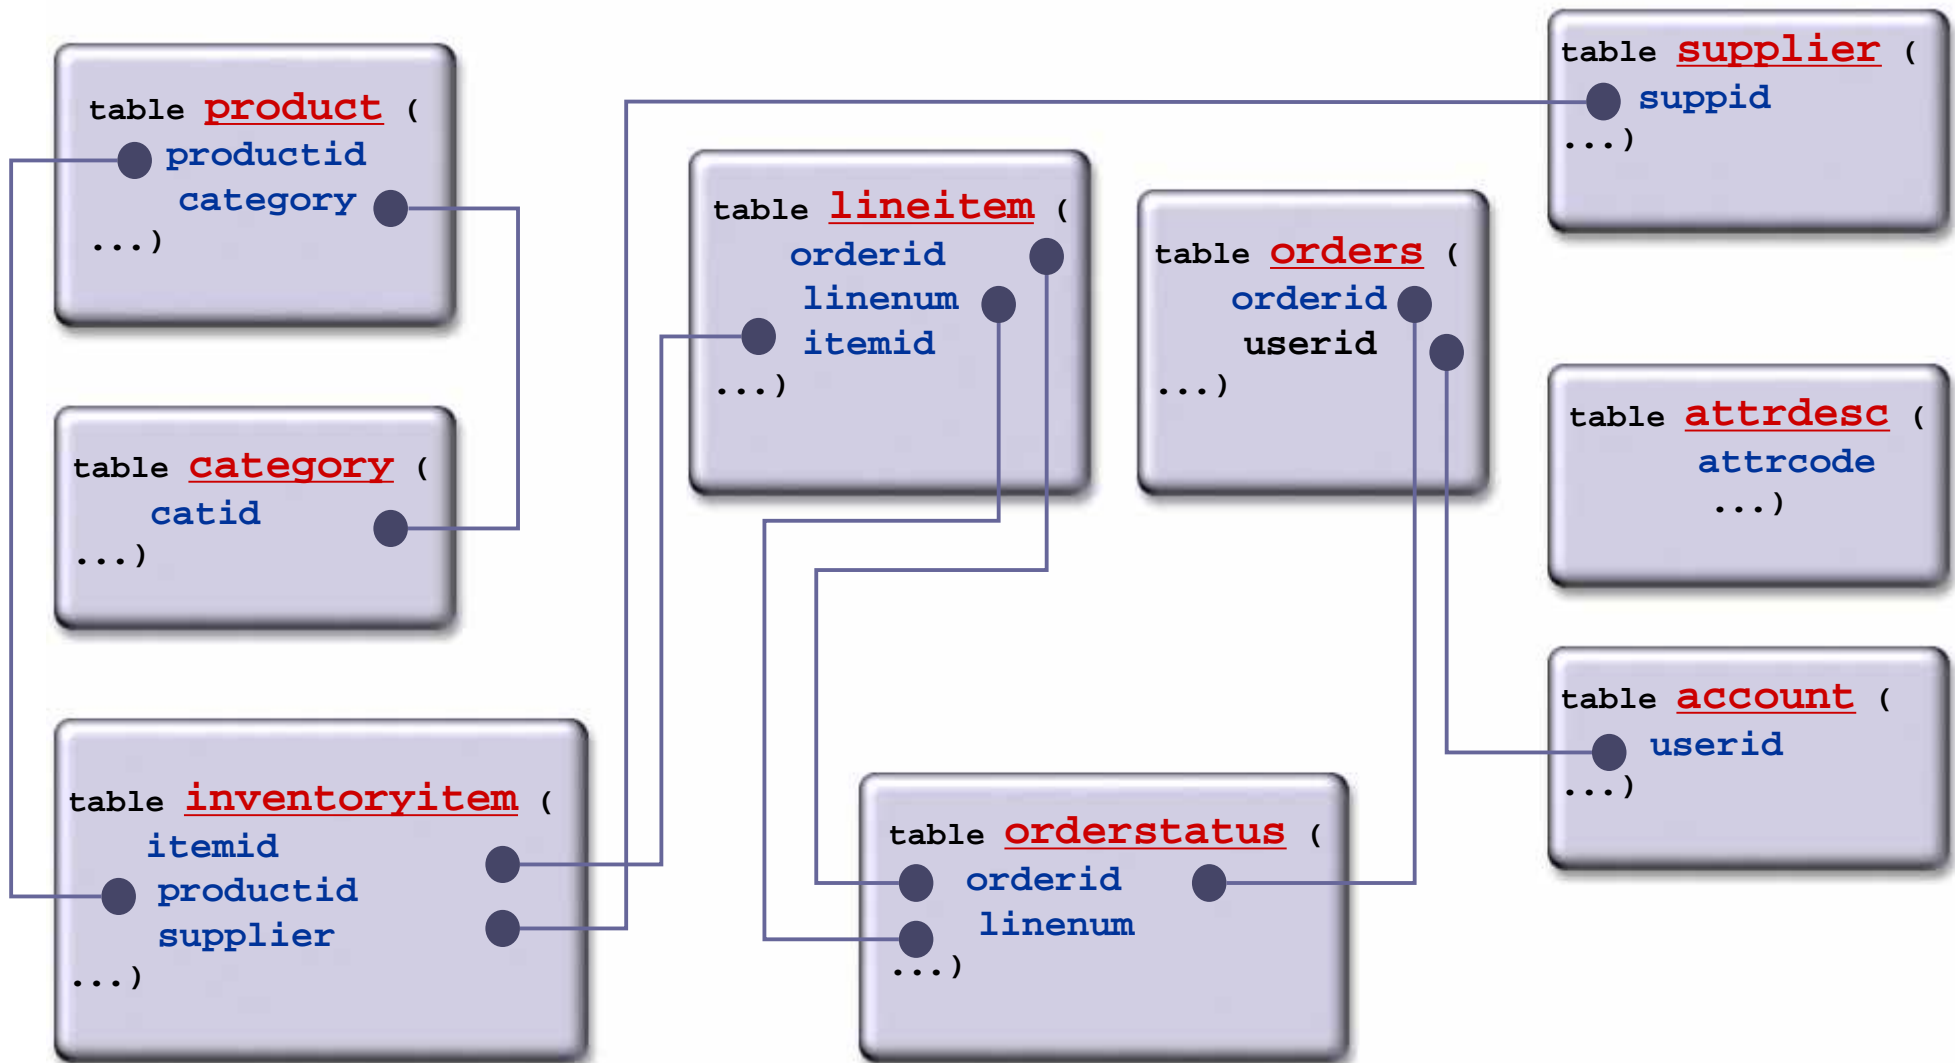 table product (
productid
category
...)
table category (
catid
...)
table inventoryitem (
itemid
productid
supplier
...)
table lineitem (
orderid
linenum
itemid
...)
table orders (
orderid
userid
...)
table orderstatus (
orderid
linenum
...)
table supplier (
suppid
...)
table attrdesc (
attrcode
...)
table account (
userid
...)